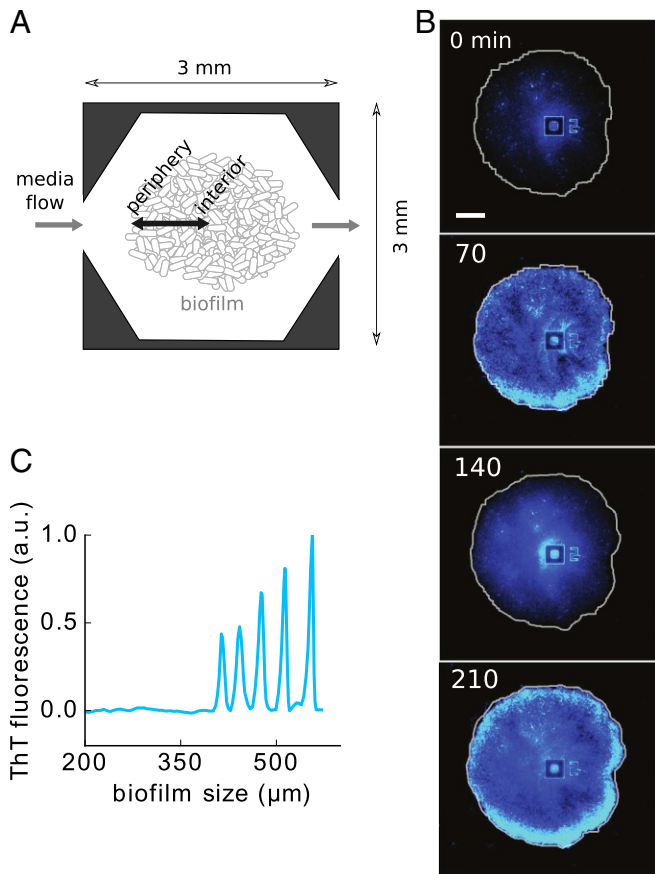 A
3 mm
media
flow
periphery
interior
biofilm
3 mm
B
0 min
70
140
210
C
ThT fluorescence (a.u.)
1.0
0.5
0.0
200
350
500
biofilm size (μm)